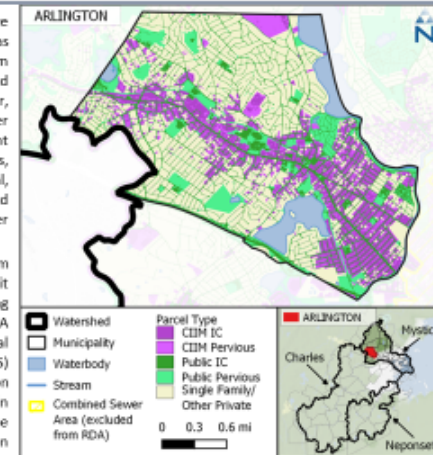 ARLINGTON
N
Watershed
Municipality
Waterbody
Stream
Combined Sewer
Area (excluded
from RDA)
Parcel Type
CIIM IC
CIIM Pervious
Public IC
Public Pervious
Single Family/
Other Private
0 0.3 0.6 mi
ARLINGTON
Mystic
Charles
Neponset